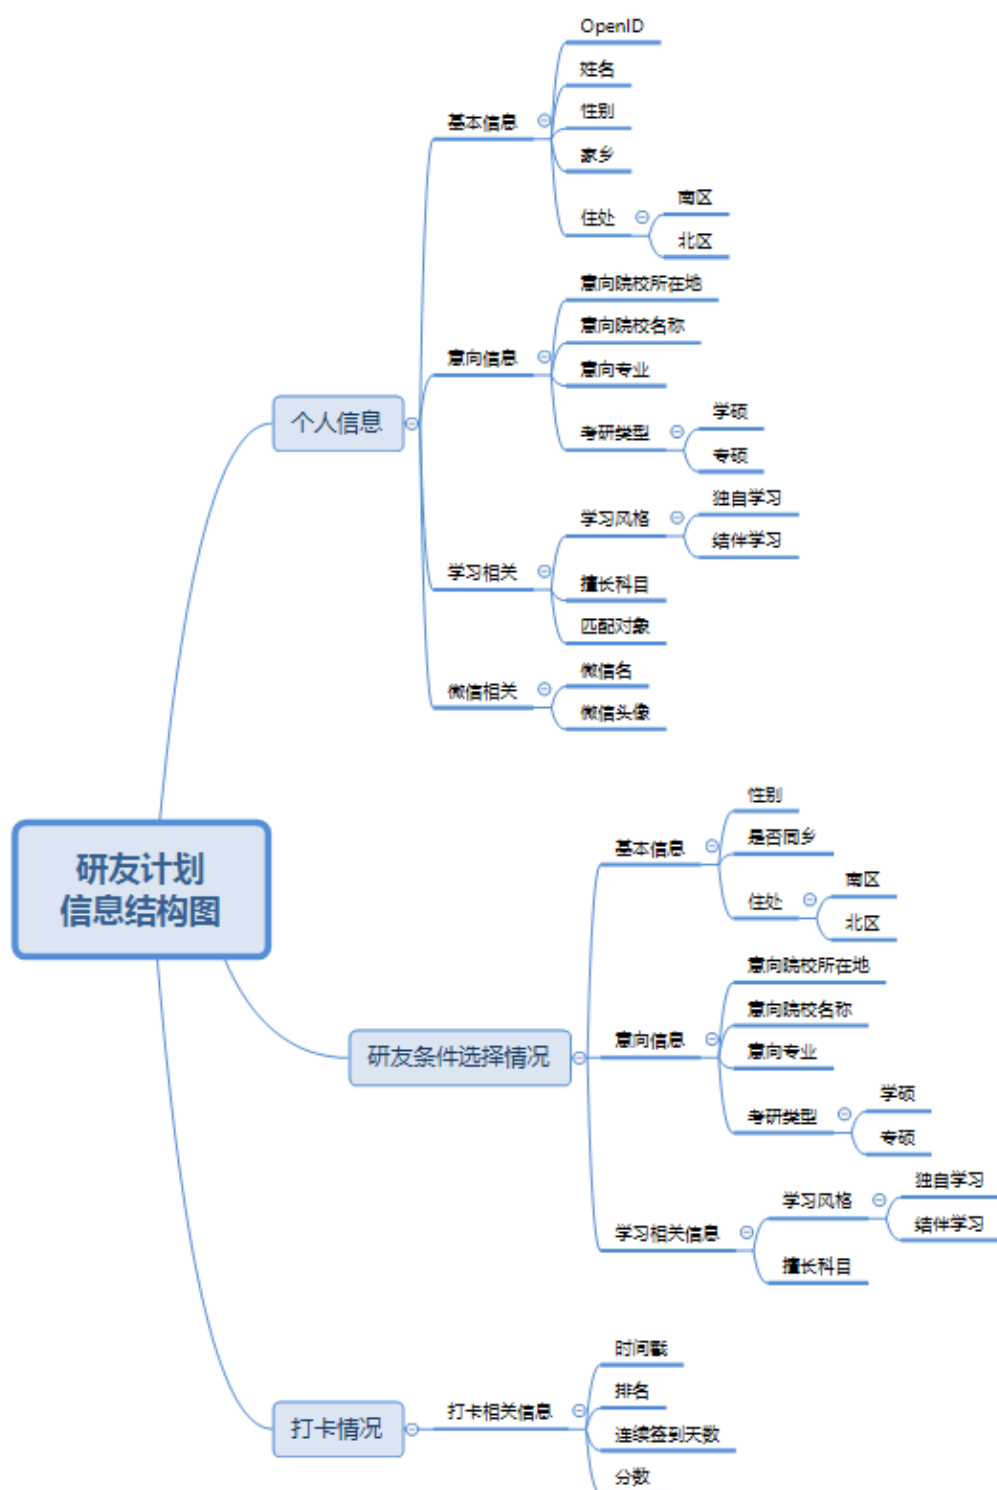 研友计划
信息结构图
个人信息
基本信息
OpenID
姓名
性别
家乡
住处
南区
北区
意向信息
意向院校所在地
意向院校名称
意向专业
考研类型
学硕
专硕
学习相关
学习风格
独自学习
结伴学习
擅长科目
匹配对象
微信相关
微信名
微信头像
研友条件选择情况
基本信息
性别
是否同乡
住处
南区
北区
意向信息
意向院校所在地
意向院校名称
意向专业
考研类型
学硕
专硕
学习相关信息
学习风格
独自学习
结伴学习
擅长科目
打卡情况
打卡相关信息
时间戳
排名
连续签到天数
分数